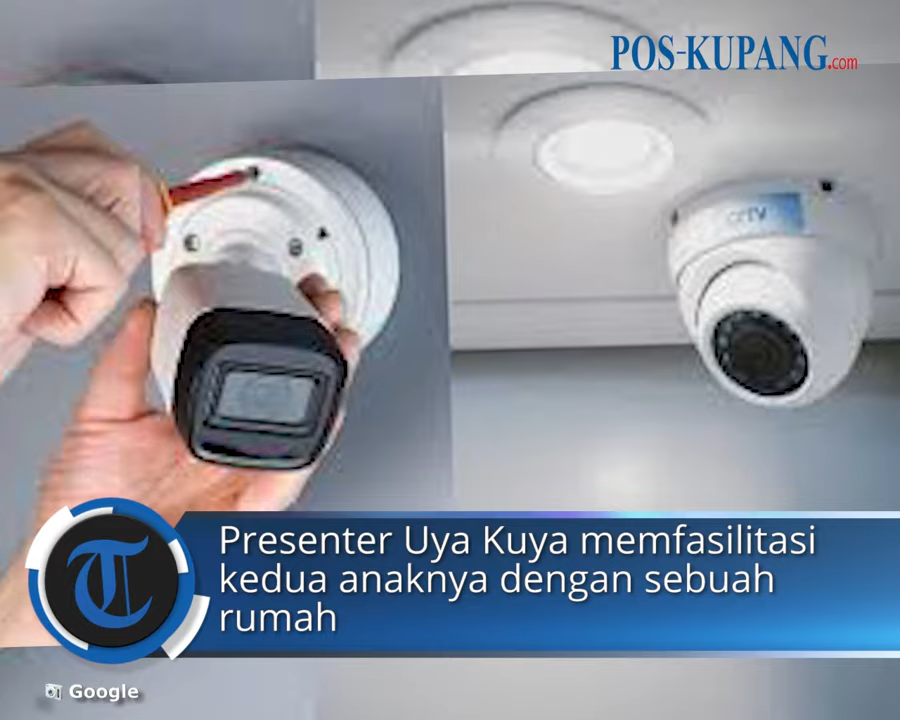 POS-KUPANG.com
CCTV
Presenter Uya Kuya memfasilitasi
kedua anaknya dengan sebuah
rumah
T
Google